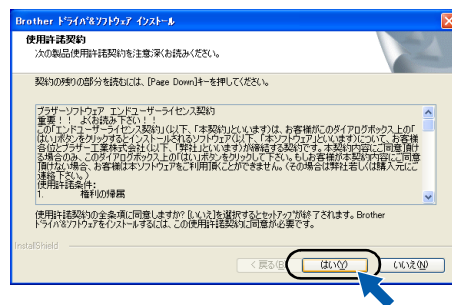 Brother ドライバ&ソフトウェア インストール
使用許諾契約
次の製品使用許諾契約を注意深くお読みください。
契約の残りの部分を読むには、[Page Down]キーを押してください。
ブラザーソフトウェア エンドユーザーライセンス契約
重要!! よくお読み下さい!!
この「エンドユーザーライセンス契約」(以下、「本契約」といいます)は、お客様がこのダイアログボックス上の「
はい」ボタンをクリックするとインストールされるソフトウェア(以下、「本ソフトウェア」といいます)について、お客様
各位とブラザー工業株式会社(以下、「弊社」といいます)が締結する契約です。本契約内容にご同意頂け
る場合のみ、このダイアログボックス上の「はい」ボタンをクリックして下さい。もしお客様が本契約内容にご同意
頂けない場合、お客様は本ソフトウェアをご利用頂くことができません。(その場合は弊社若しくは購入元にご
連絡下さい。)
使用許諾条件:
1. 権利の帰属
使用許諾契約の全条項に同意しますか? [いいえ]を選択するとセットアップが終了されます。Brother
ドライバ&ソフトウェアをインストールするには、この使用許諾契約に同意が必要です。
InstallShield
< 戻る(B) はい(Y) いいえ(N)